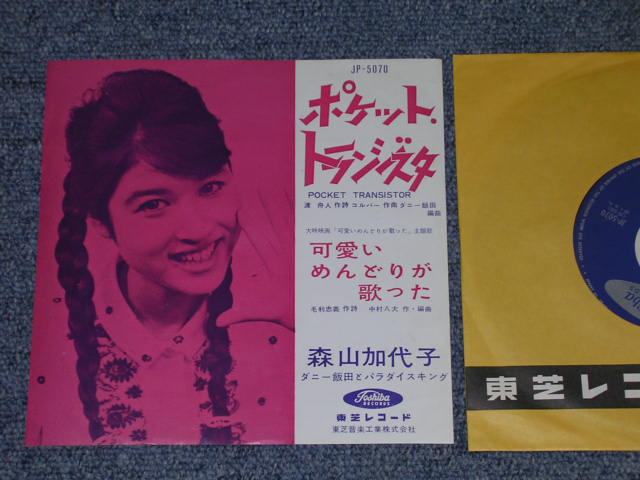 JP-5070
ポケット・
トランジスタ
POCKET TRANSISTOR
渡 舟人 作詩 コルバー 作曲 ダニー飯田
編曲
大映映画「可愛いめんどりが歌った」主題歌
可愛い
めんどりが
歌った
毛利忠義 作詩 中村八大 作・編曲
森山加代子
ダニー飯田とパラダイスキング
Toshiba
RECORDS
東芝レコード
東芝音楽工業株式会社
東芝レコ
JP-5070